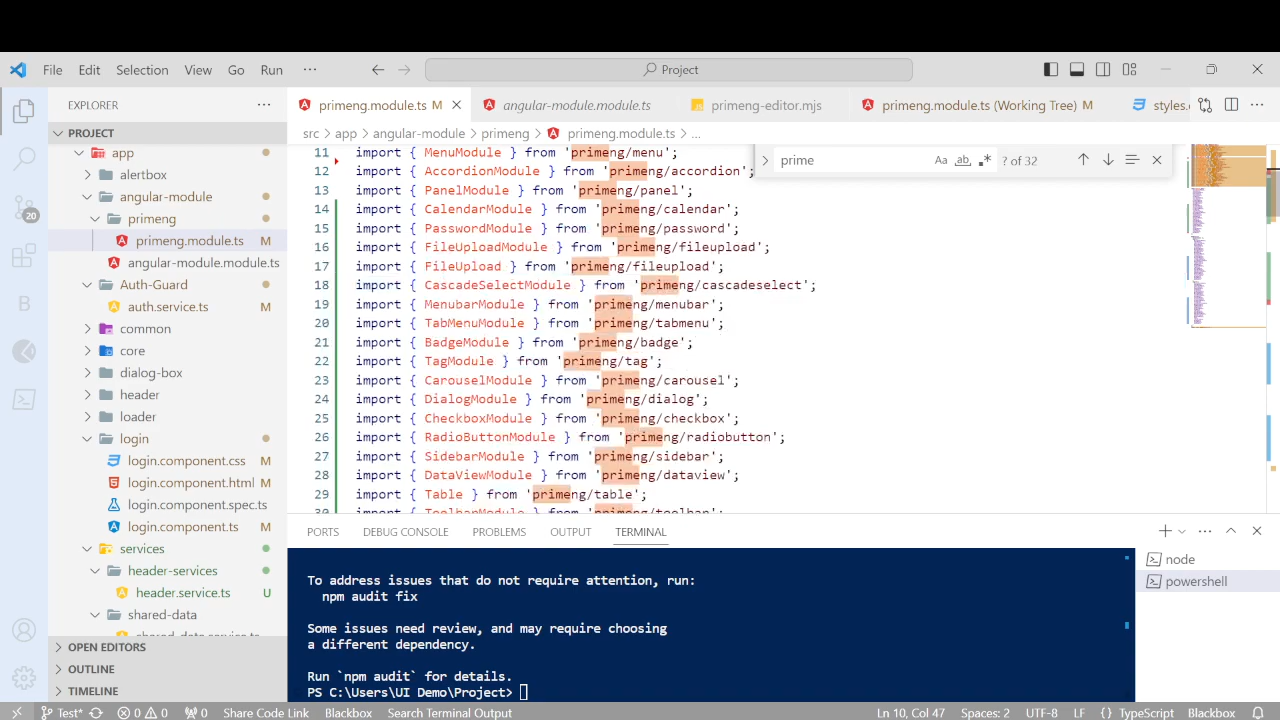 File Edit Selection View Go Run ··· Project
EXPLORER ···
primeng.module.ts M
angular-module.module.ts
primeng-editor.mjs
primeng.module.ts (Working Tree) M
styles.
PROJECT
app
alertbox
angular-module
primeng
primeng.module.ts M
angular-module.module.ts
Auth-Guard
auth.service.ts M
common
core
dialog-box
header
loader
login
login.component.css M
login.component.html M
login.component.spec.ts
login.component.ts M
services
header-services
header.service.ts U
shared-data
OPEN EDITORS
OUTLINE
TIMELINE
20
src > app > angular-module > primeng > primeng.module.ts > ...
prime Aa ab ? of 32
11 import { MenuModule } from 'primeng/menu';
12 import { AccordionModule } from 'primeng/accordion';
13 import { PanelModule } from 'primeng/panel';
14 import { CalendarModule } from 'primeng/calendar';
15 import { PasswordModule } from 'primeng/password';
16 import { FileUploadModule } from 'primeng/fileupload';
17 import { FileUpload } from 'primeng/fileupload';
18 import { CascadeSelectModule } from 'primeng/cascadeselect';
19 import { MenubarModule } from 'primeng/menubar';
20 import { TabMenuModule } from 'primeng/tabmenu';
21 import { BadgeModule } from 'primeng/badge';
22 import { TagModule } from 'primeng/tag';
23 import { CarouselModule } from 'primeng/carousel';
24 import { DialogModule } from 'primeng/dialog';
25 import { CheckboxModule } from 'primeng/checkbox';
26 import { RadioButtonModule } from 'primeng/radiobutton';
27 import { SidebarModule } from 'primeng/sidebar';
28 import { DataViewModule } from 'primeng/dataview';
29 import { Table } from 'primeng/table';
30 import { ToolbarModule } from 'primeng/toolbar';
PORTS DEBUG CONSOLE PROBLEMS OUTPUT TERMINAL
To address issues that do not require attention, run:
npm audit fix
Some issues need review, and may require choosing
a different dependency.
Run `npm audit` for details.
PS C:\Users\UI Demo\Project>
node
powershell
Test* 0 0 0 Share Code Link Blackbox Search Terminal Output Ln 10, Col 47 Spaces: 2 UTF-8 LF {} TypeScript Blackbox